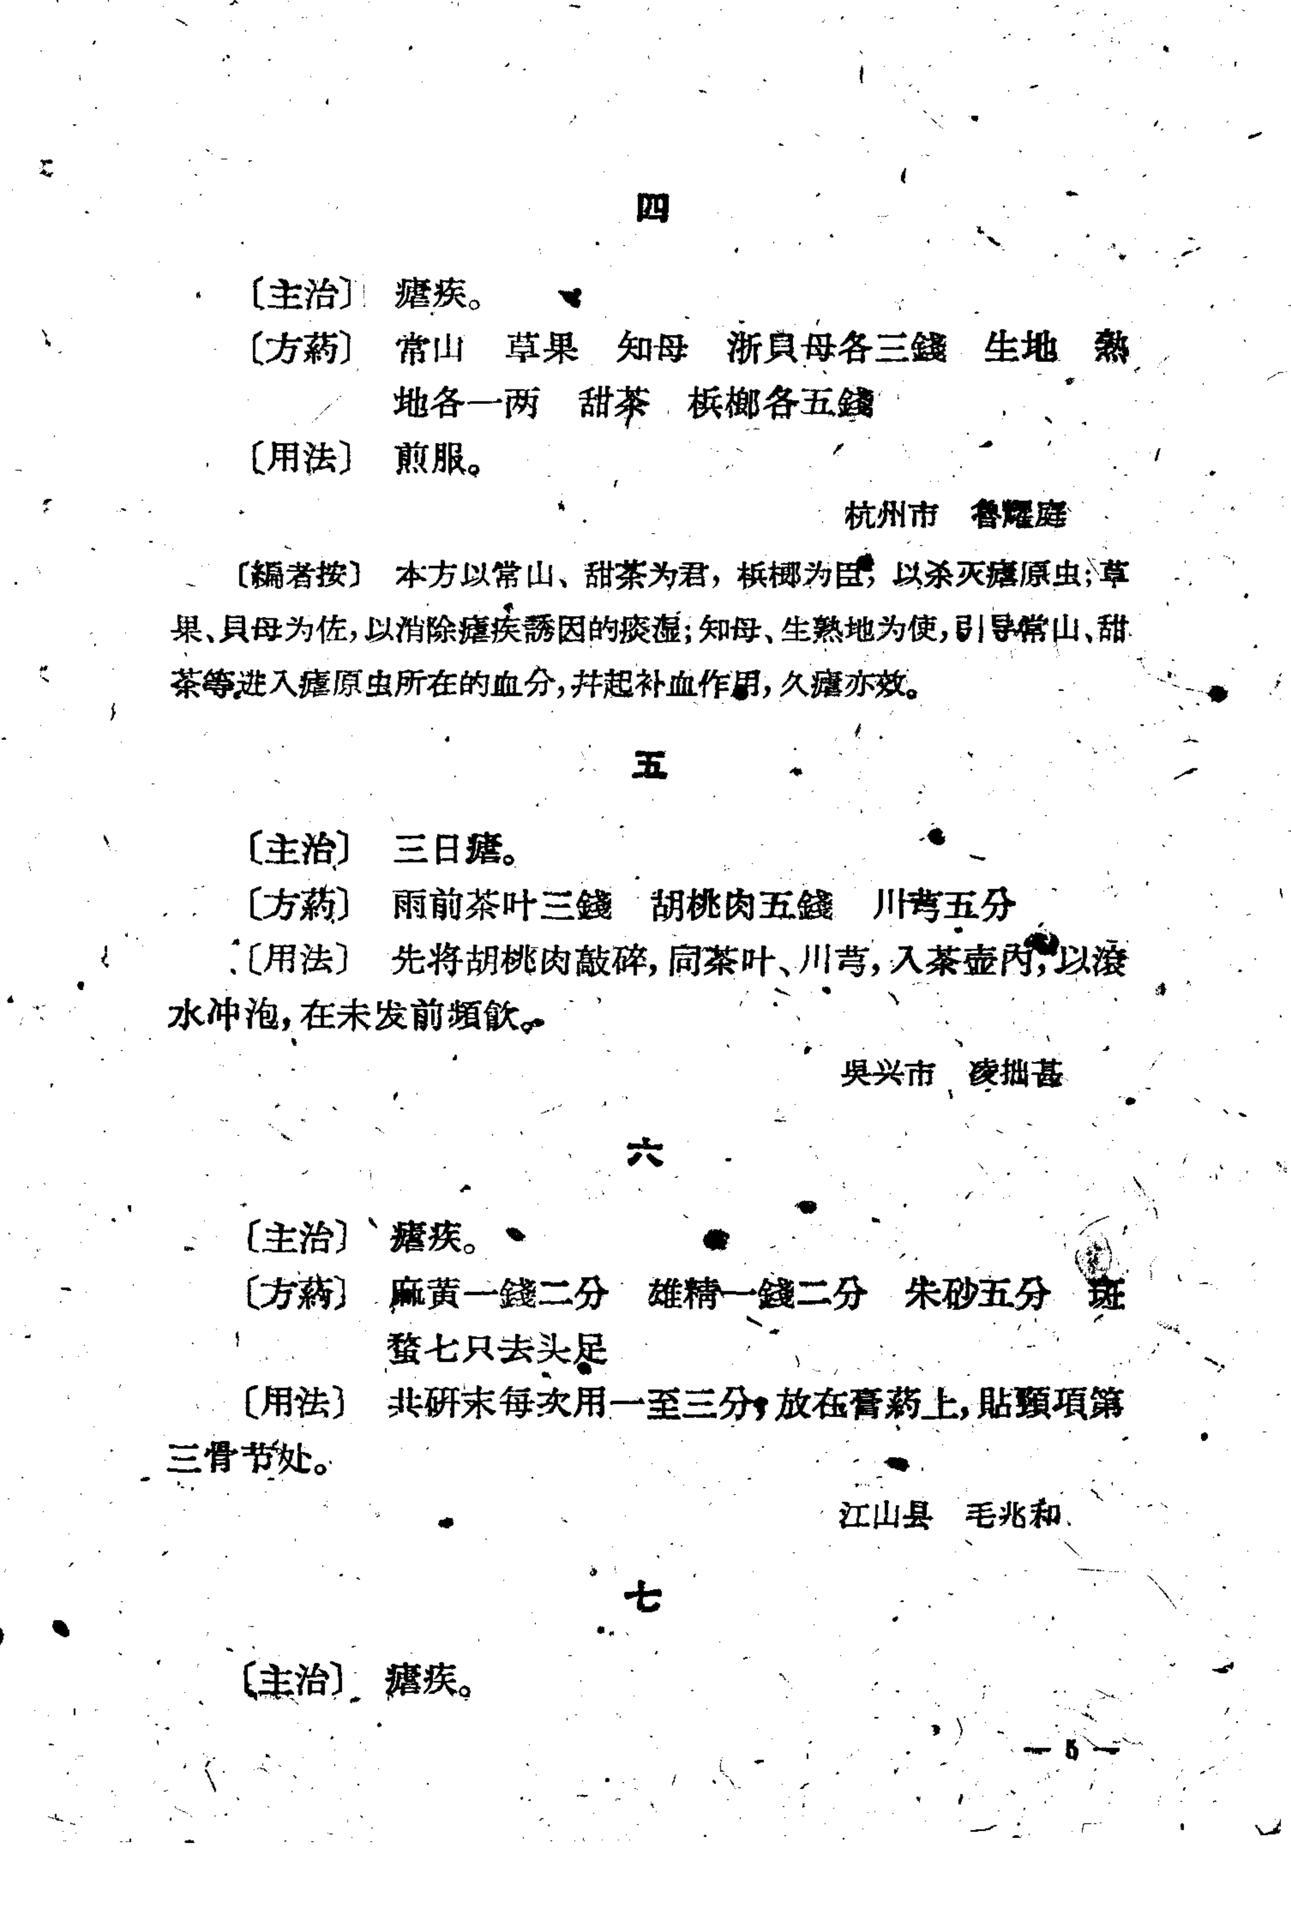 四
〔主治〕 瘧疾。
〔方葯〕 常山 草果 知母 浙貝母各三錢 生地 熟
地各一两 甜茶 槟榔各五錢
〔用法〕 煎服。
杭州市 魯耀庭
〔編者按〕 本方以常山、甜茶为君，槟榔为臣，以杀灭瘧原虫；草
果、貝母为佐，以消除瘧疾誘因的痰湿；知母、生熟地为使，引导常山、甜
茶等进入瘧原虫所在的血分，并起补血作用，久瘧亦效。
五
〔主治〕 三日瘧。
〔方葯〕 雨前茶叶三錢 胡桃肉五錢 川芎五分
〔用法〕 先将胡桃肉敲碎，同茶叶、川芎，入茶壶内，以滾
水冲泡，在未发前頻飲。
吳兴市 凌拙甚
六
〔主治〕 瘧疾。
〔方葯〕 麻黄一錢二分 雄精一錢二分 朱砂五分 斑
蝥七只去头足
〔用法〕 共研末每次用一至三分，放在膏葯上，貼頸項第
三骨节处。
江山县 毛兆和
七
〔主治〕 瘧疾。
— 5 —